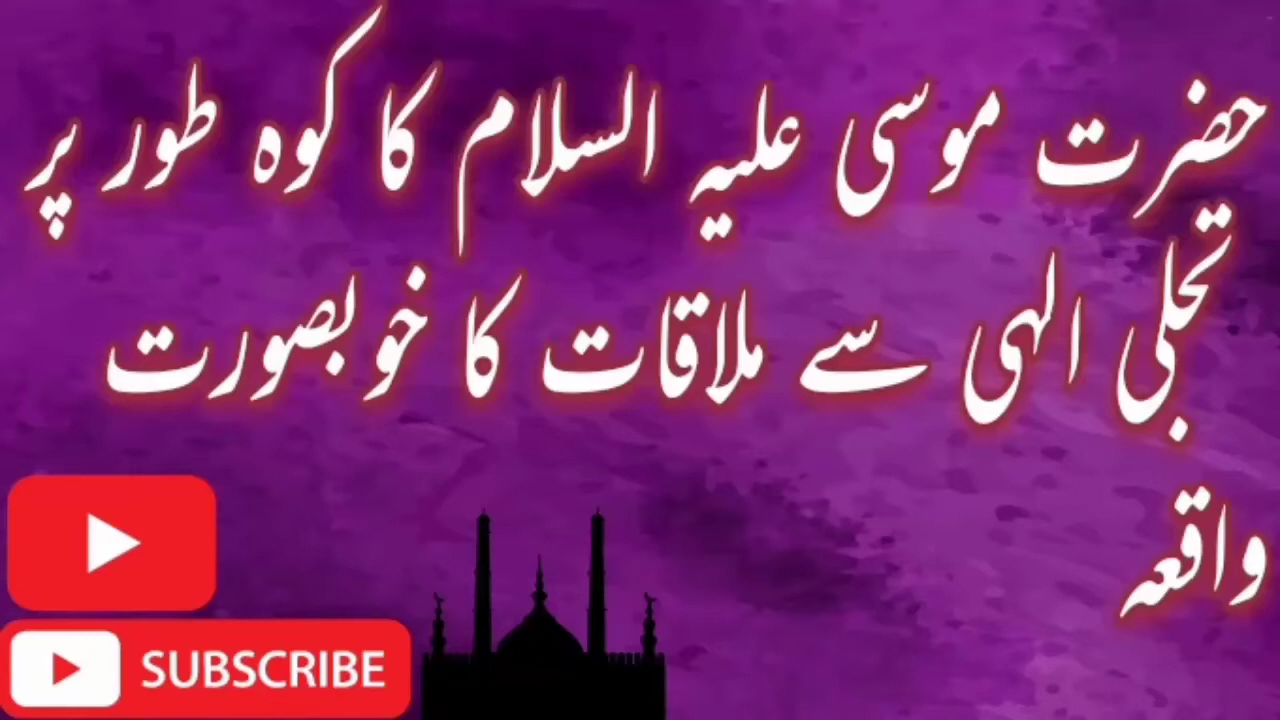 حضرت موسی علیہ السلام کا کوہ طور پر
تجلی الہی سے ملاقات کا خوبصورت
واقعہ
SUBSCRIBE